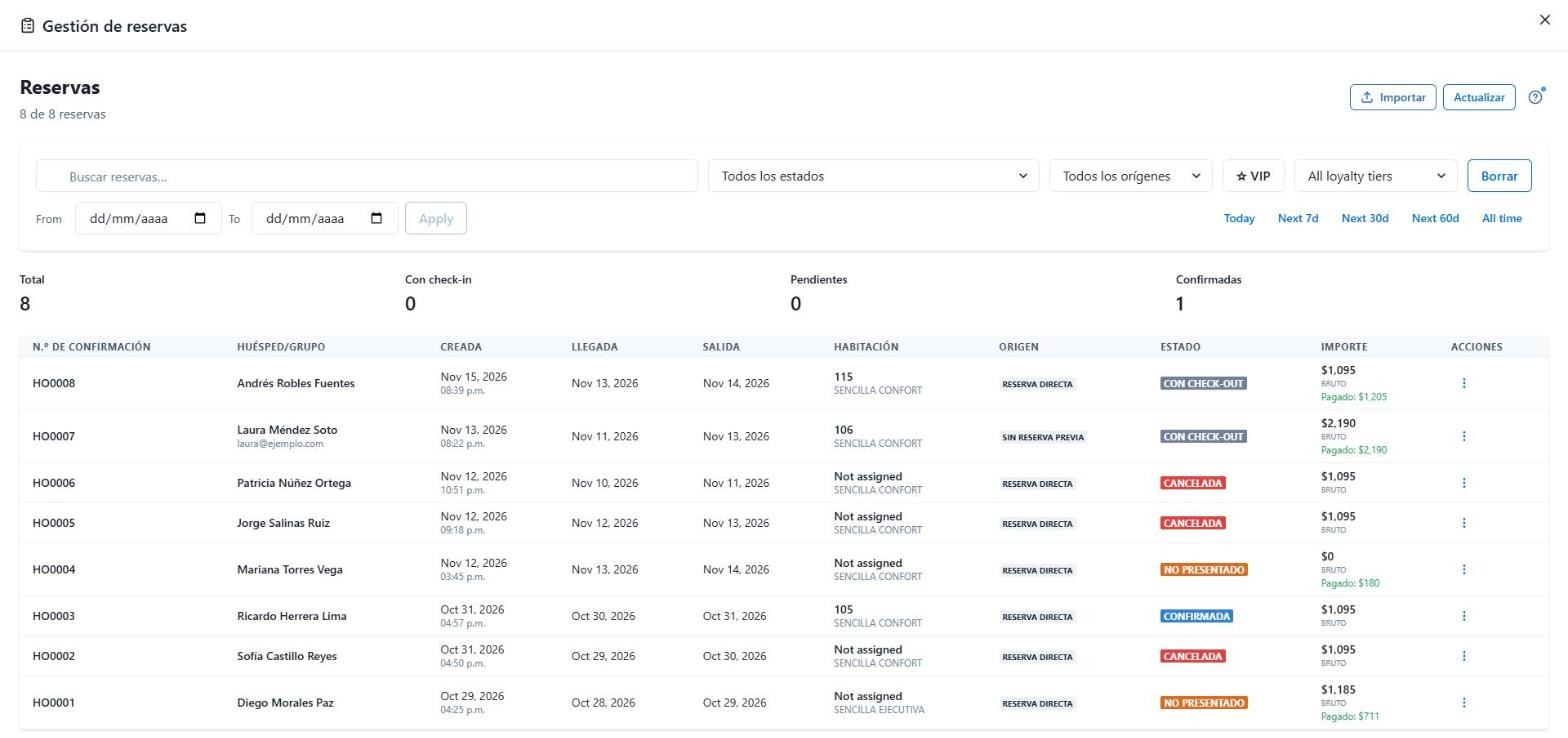 Gestión de reservas
Reservas
8 de 8 reservas
Importar
Actualizar
Buscar reservas...
Todos los estados
Todos los orígenes
☆ VIP
All loyalty tiers
Borrar
From dd/mm/aaaa To dd/mm/aaaa Apply
Today Next 7d Next 30d Next 60d All time
Total Con check-in Pendientes Confirmadas
8 0 0 1
N.º DE CONFIRMACIÓN HUÉSPED/GRUPO CREADA LLEGADA SALIDA HABITACIÓN ORIGEN ESTADO IMPORTE ACCIONES
HO0008 Andrés Robles Fuentes Nov 15, 2026 08:39 p.m. Nov 13, 2026 Nov 14, 2026 115 SENCILLA CONFORT RESERVA DIRECTA CON CHECK-OUT $1,095 BRUTO Pagado: $1,205
HO0007 Laura Méndez Soto laura@ejemplo.com Nov 13, 2026 08:22 p.m. Nov 11, 2026 Nov 13, 2026 106 SENCILLA CONFORT SIN RESERVA PREVIA CON CHECK-OUT $2,190 BRUTO Pagado: $2,190
HO0006 Patricia Núñez Ortega Nov 12, 2026 10:51 p.m. Nov 10, 2026 Nov 11, 2026 Not assigned SENCILLA CONFORT RESERVA DIRECTA CANCELADA $1,095 BRUTO
HO0005 Jorge Salinas Ruiz Nov 12, 2026 09:18 p.m. Nov 12, 2026 Nov 13, 2026 Not assigned SENCILLA CONFORT RESERVA DIRECTA CANCELADA $1,095 BRUTO
HO0004 Mariana Torres Vega Nov 12, 2026 03:45 p.m. Nov 13, 2026 Nov 14, 2026 Not assigned SENCILLA CONFORT RESERVA DIRECTA NO PRESENTADO $0 BRUTO Pagado: $180
HO0003 Ricardo Herrera Lima Oct 31, 2026 04:57 p.m. Oct 30, 2026 Oct 31, 2026 105 SENCILLA CONFORT RESERVA DIRECTA CONFIRMADA $1,095 BRUTO
HO0002 Sofía Castillo Reyes Oct 31, 2026 04:50 p.m. Oct 29, 2026 Oct 30, 2026 Not assigned SENCILLA CONFORT RESERVA DIRECTA CANCELADA $1,095 BRUTO
HO0001 Diego Morales Paz Oct 29, 2026 04:25 p.m. Oct 28, 2026 Oct 29, 2026 Not assigned SENCILLA EJECUTIVA RESERVA DIRECTA NO PRESENTADO $1,185 BRUTO Pagado: $711